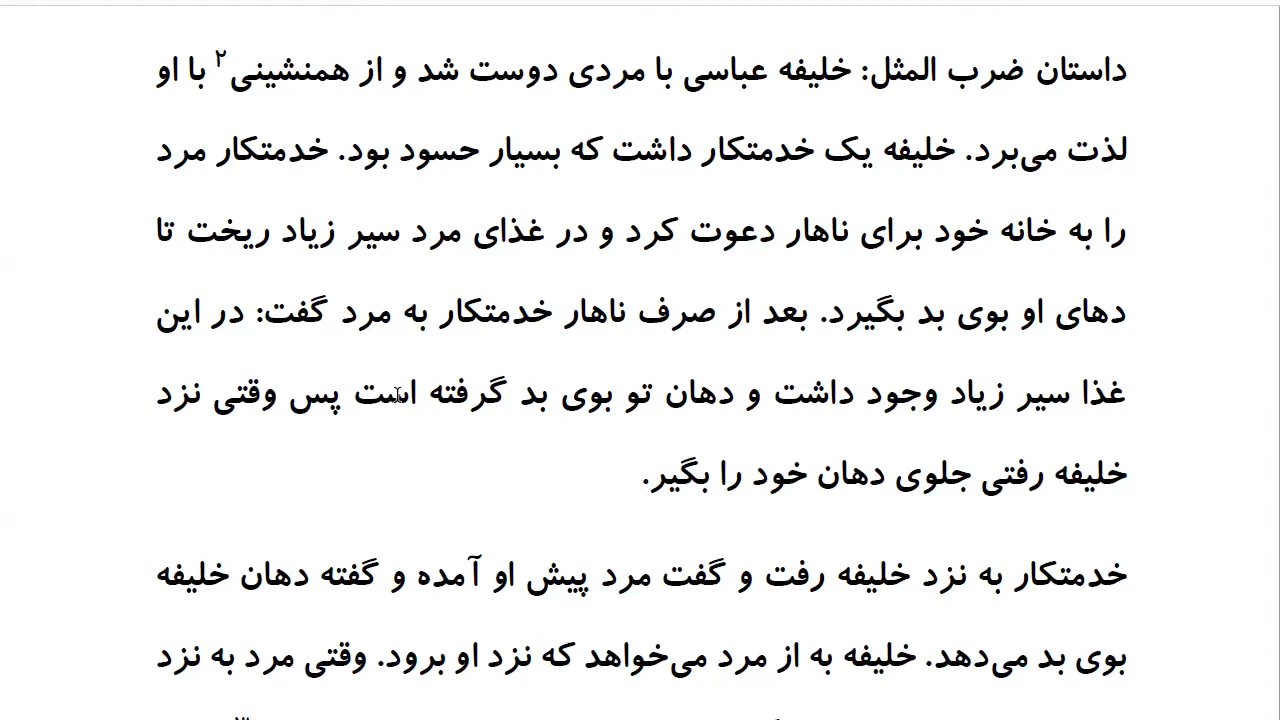 داستان ضرب المثل: خلیفه عباسی با مردی دوست شد و از همنشینی۲ با او
لذت می‌برد. خلیفه یک خدمتکار داشت که بسیار حسود بود. خدمتکار مرد
را به خانه خود برای ناهار دعوت کرد و در غذای مرد سیر زیاد ریخت تا
دهای او بوی بد بگیرد. بعد از صرف ناهار خدمتکار به مرد گفت: در این
غذا سیر زیاد وجود داشت و دهان تو بوی بد گرفته است پس وقتی نزد
خلیفه رفتی جلوی دهان خود را بگیر.
خدمتکار به نزد خلیفه رفت و گفت مرد پیش او آمده و گفته دهان خلیفه
بوی بد می‌دهد. خلیفه به از مرد می‌خواهد که نزد او برود. وقتی مرد به نزد